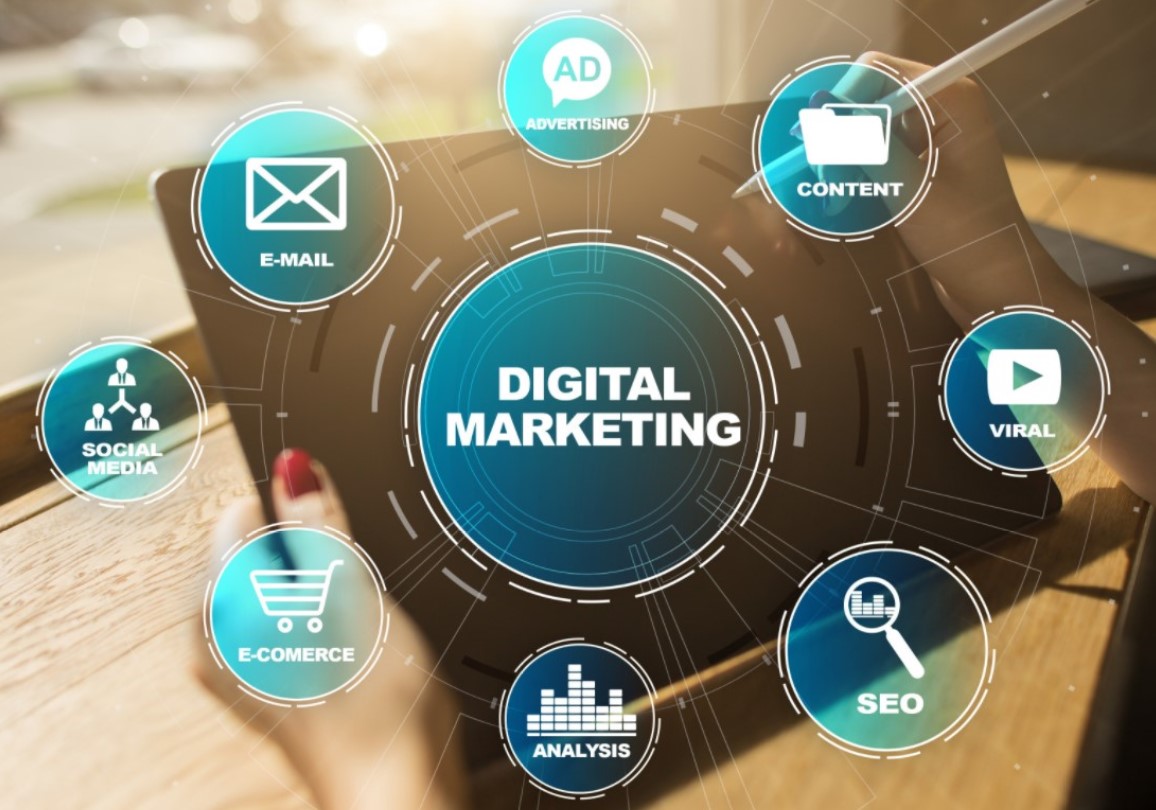 AD
ADVERTISING
CONTENT
E-MAIL
DIGITAL
MARKETING
VIRAL
SOCIAL
MEDIA
E-COMERCE
SEO
ANALYSIS